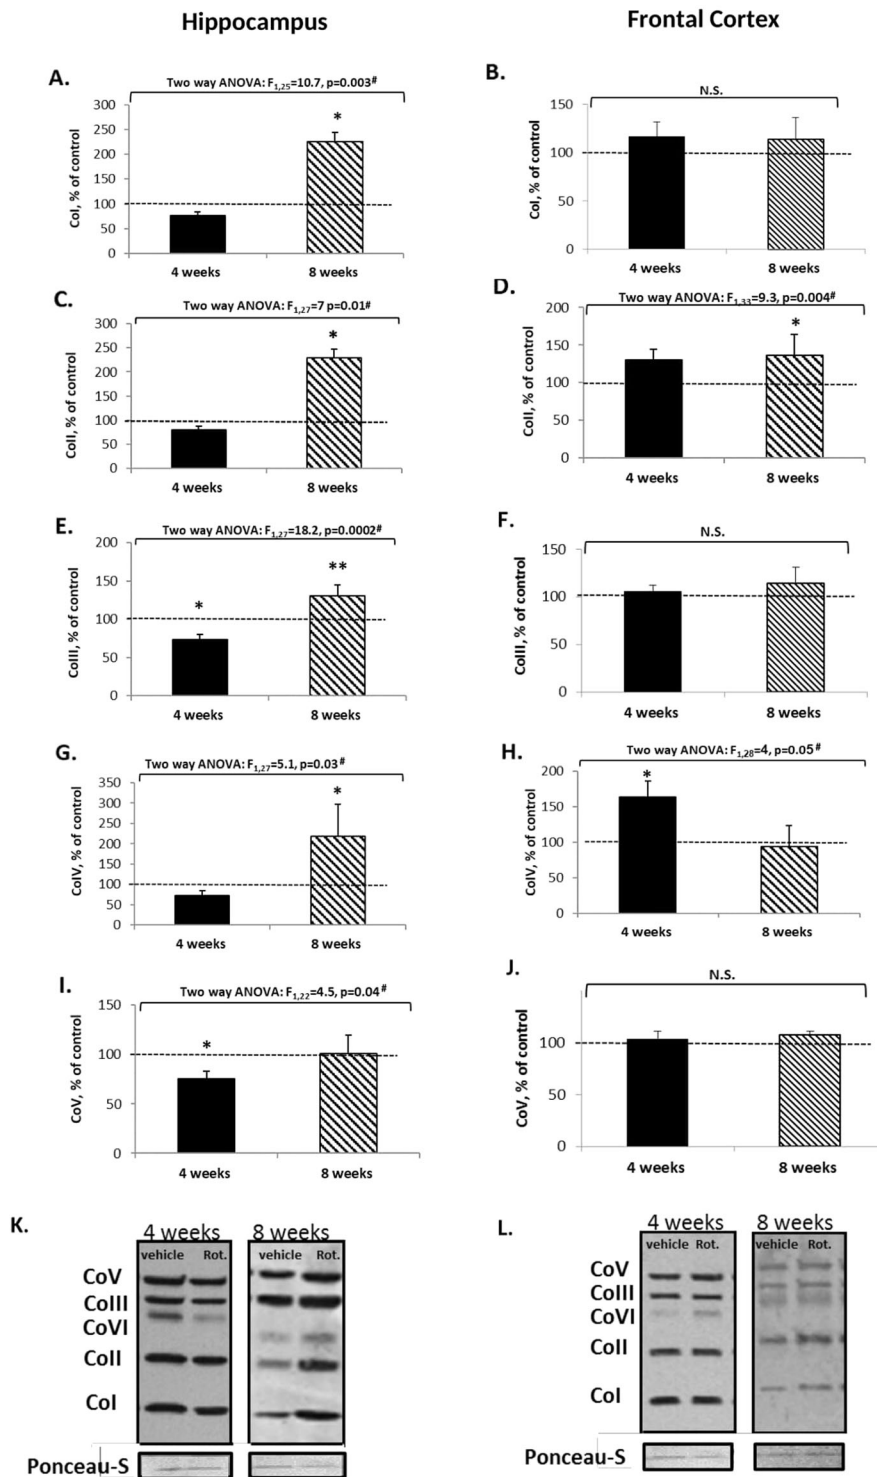 Hippocampus
Frontal Cortex
A.
Two way ANOVA: F1,25=10.7, p=0.003#
CoI, % of control
300
250
200
150
100
50
0
*
4 weeks
8 weeks
B.
N.S.
CoI, % of control
150
100
50
0
4 weeks
8 weeks
C.
Two way ANOVA: F1,27=7 p=0.01#
CoII, % of control
300
250
200
150
100
50
0
*
4 weeks
8 weeks
D.
Two way ANOVA: F1,33=9.3, p=0.004#
CoII, % of control
200
150
100
50
0
*
4 weeks
8 weeks
E.
Two way ANOVA: F1,27=18.2, p=0.0002#
CoIII, % of control
200
150
100
50
0
*
**
4 weeks
8 weeks
F.
N.S.
CoIII, % of control
150
100
50
0
4 weeks
8 weeks
G.
Two way ANOVA: F1,27=5.1, p=0.03#
CoIV, % of control
350
300
250
200
150
100
50
0
*
4 weeks
8 weeks
H.
Two way ANOVA: F1,28=4, p=0.05#
CoIV, % of control
200
150
100
50
0
*
4 weeks
8 weeks
I.
Two way ANOVA: F1,22=4.5, p=0.04#
CoV, % of control
150
100
50
0
*
4 weeks
8 weeks
J.
N.S.
CoV, % of control
100
50
0
4 weeks
8 weeks
K.
4 weeks 8 weeks
vehicle Rot. vehicle Rot.
CoV
CoIII
CoVI
CoII
CoI
Ponceau-S
L.
4 weeks 8 weeks
vehicle Rot. vehicle Rot.
CoV
CoIII
CoVI
CoII
CoI
Ponceau-S